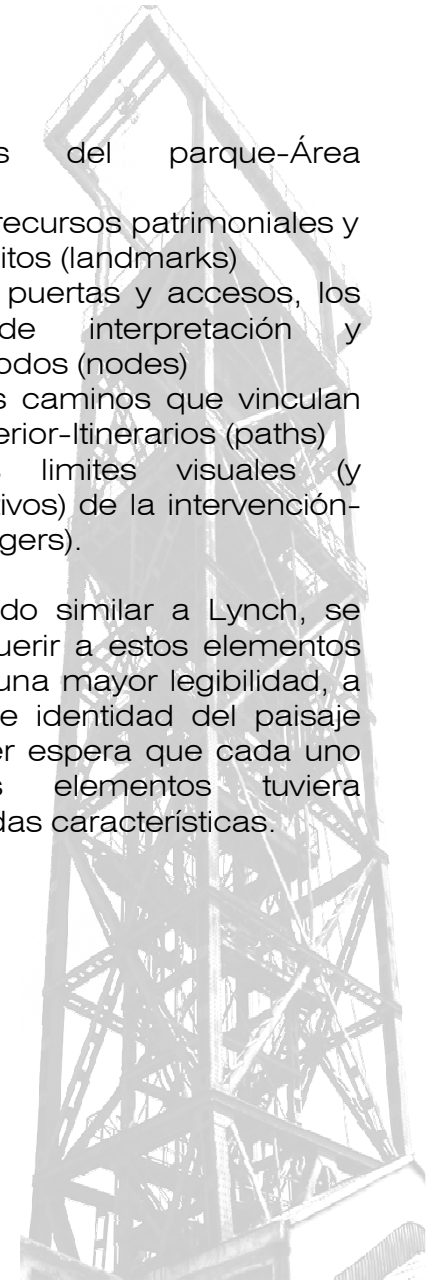 s del parque-Área
recursos patrimoniales y
itos (landmarks)
puertas y accesos, los
de interpretación y
odos (nodes)
s caminos que vinculan
erior-Itinerarios (paths)
s limites visuales (y
tivos) de la intervención-
gers).
do similar a Lynch, se
uerir a estos elementos
una mayor legibilidad, a
e identidad del paisaje
er espera que cada uno
s elementos tuviera
das características.